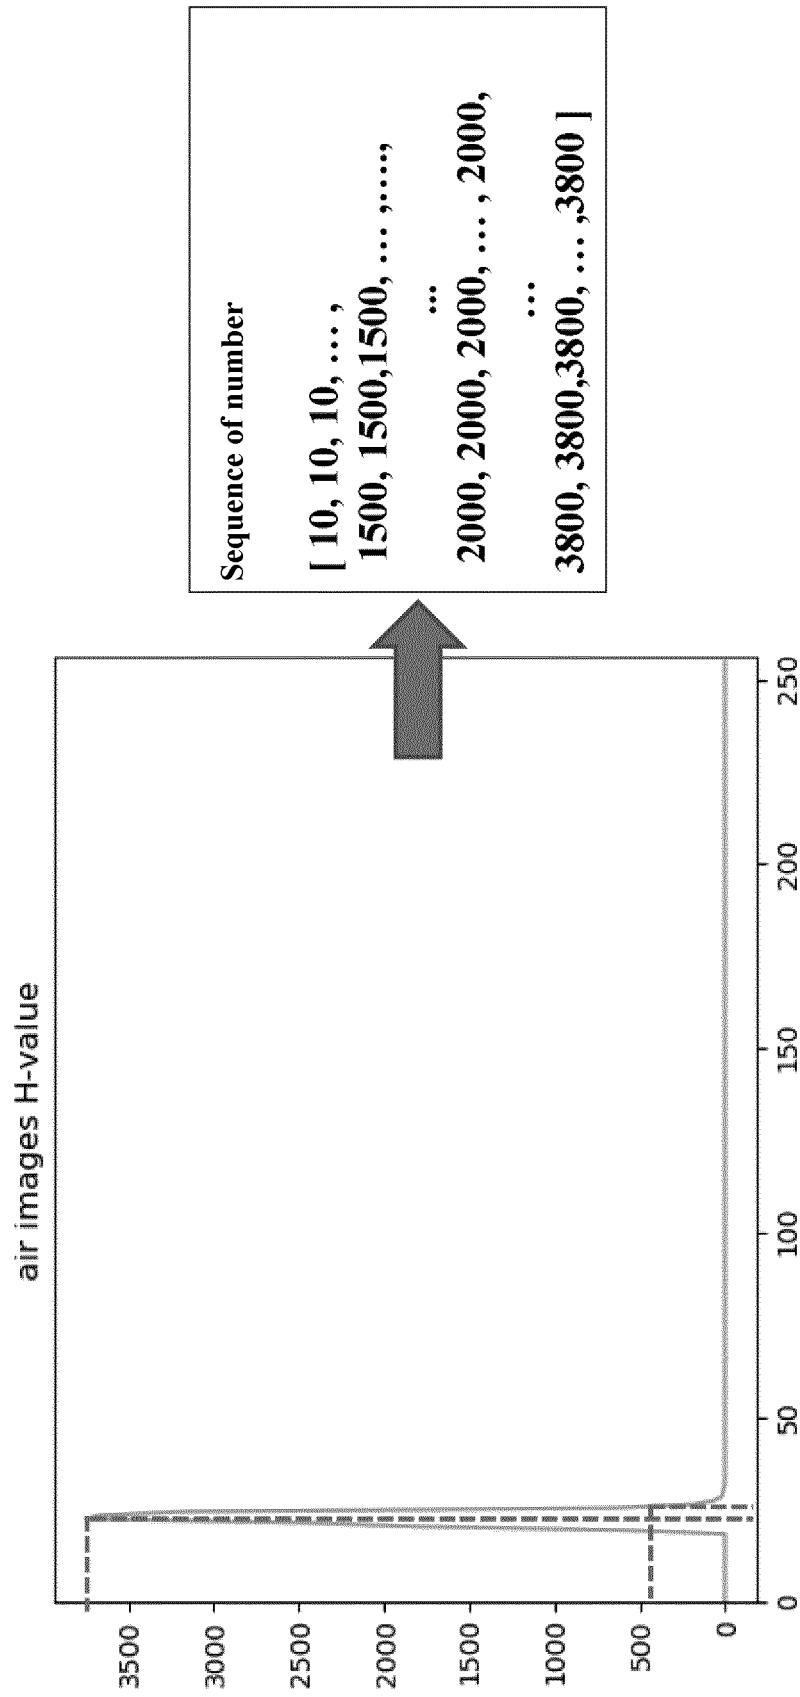 air images H-value
3500
3000
2500
2000
1500
1000
500
0
0
50
100
150
200
250
Sequence of number
[ 10, 10, 10, … ,
1500, 1500,1500, … ,….,
…
2000, 2000, 2000, … , 2000,
…
3800, 3800,3800, … ,3800 ]